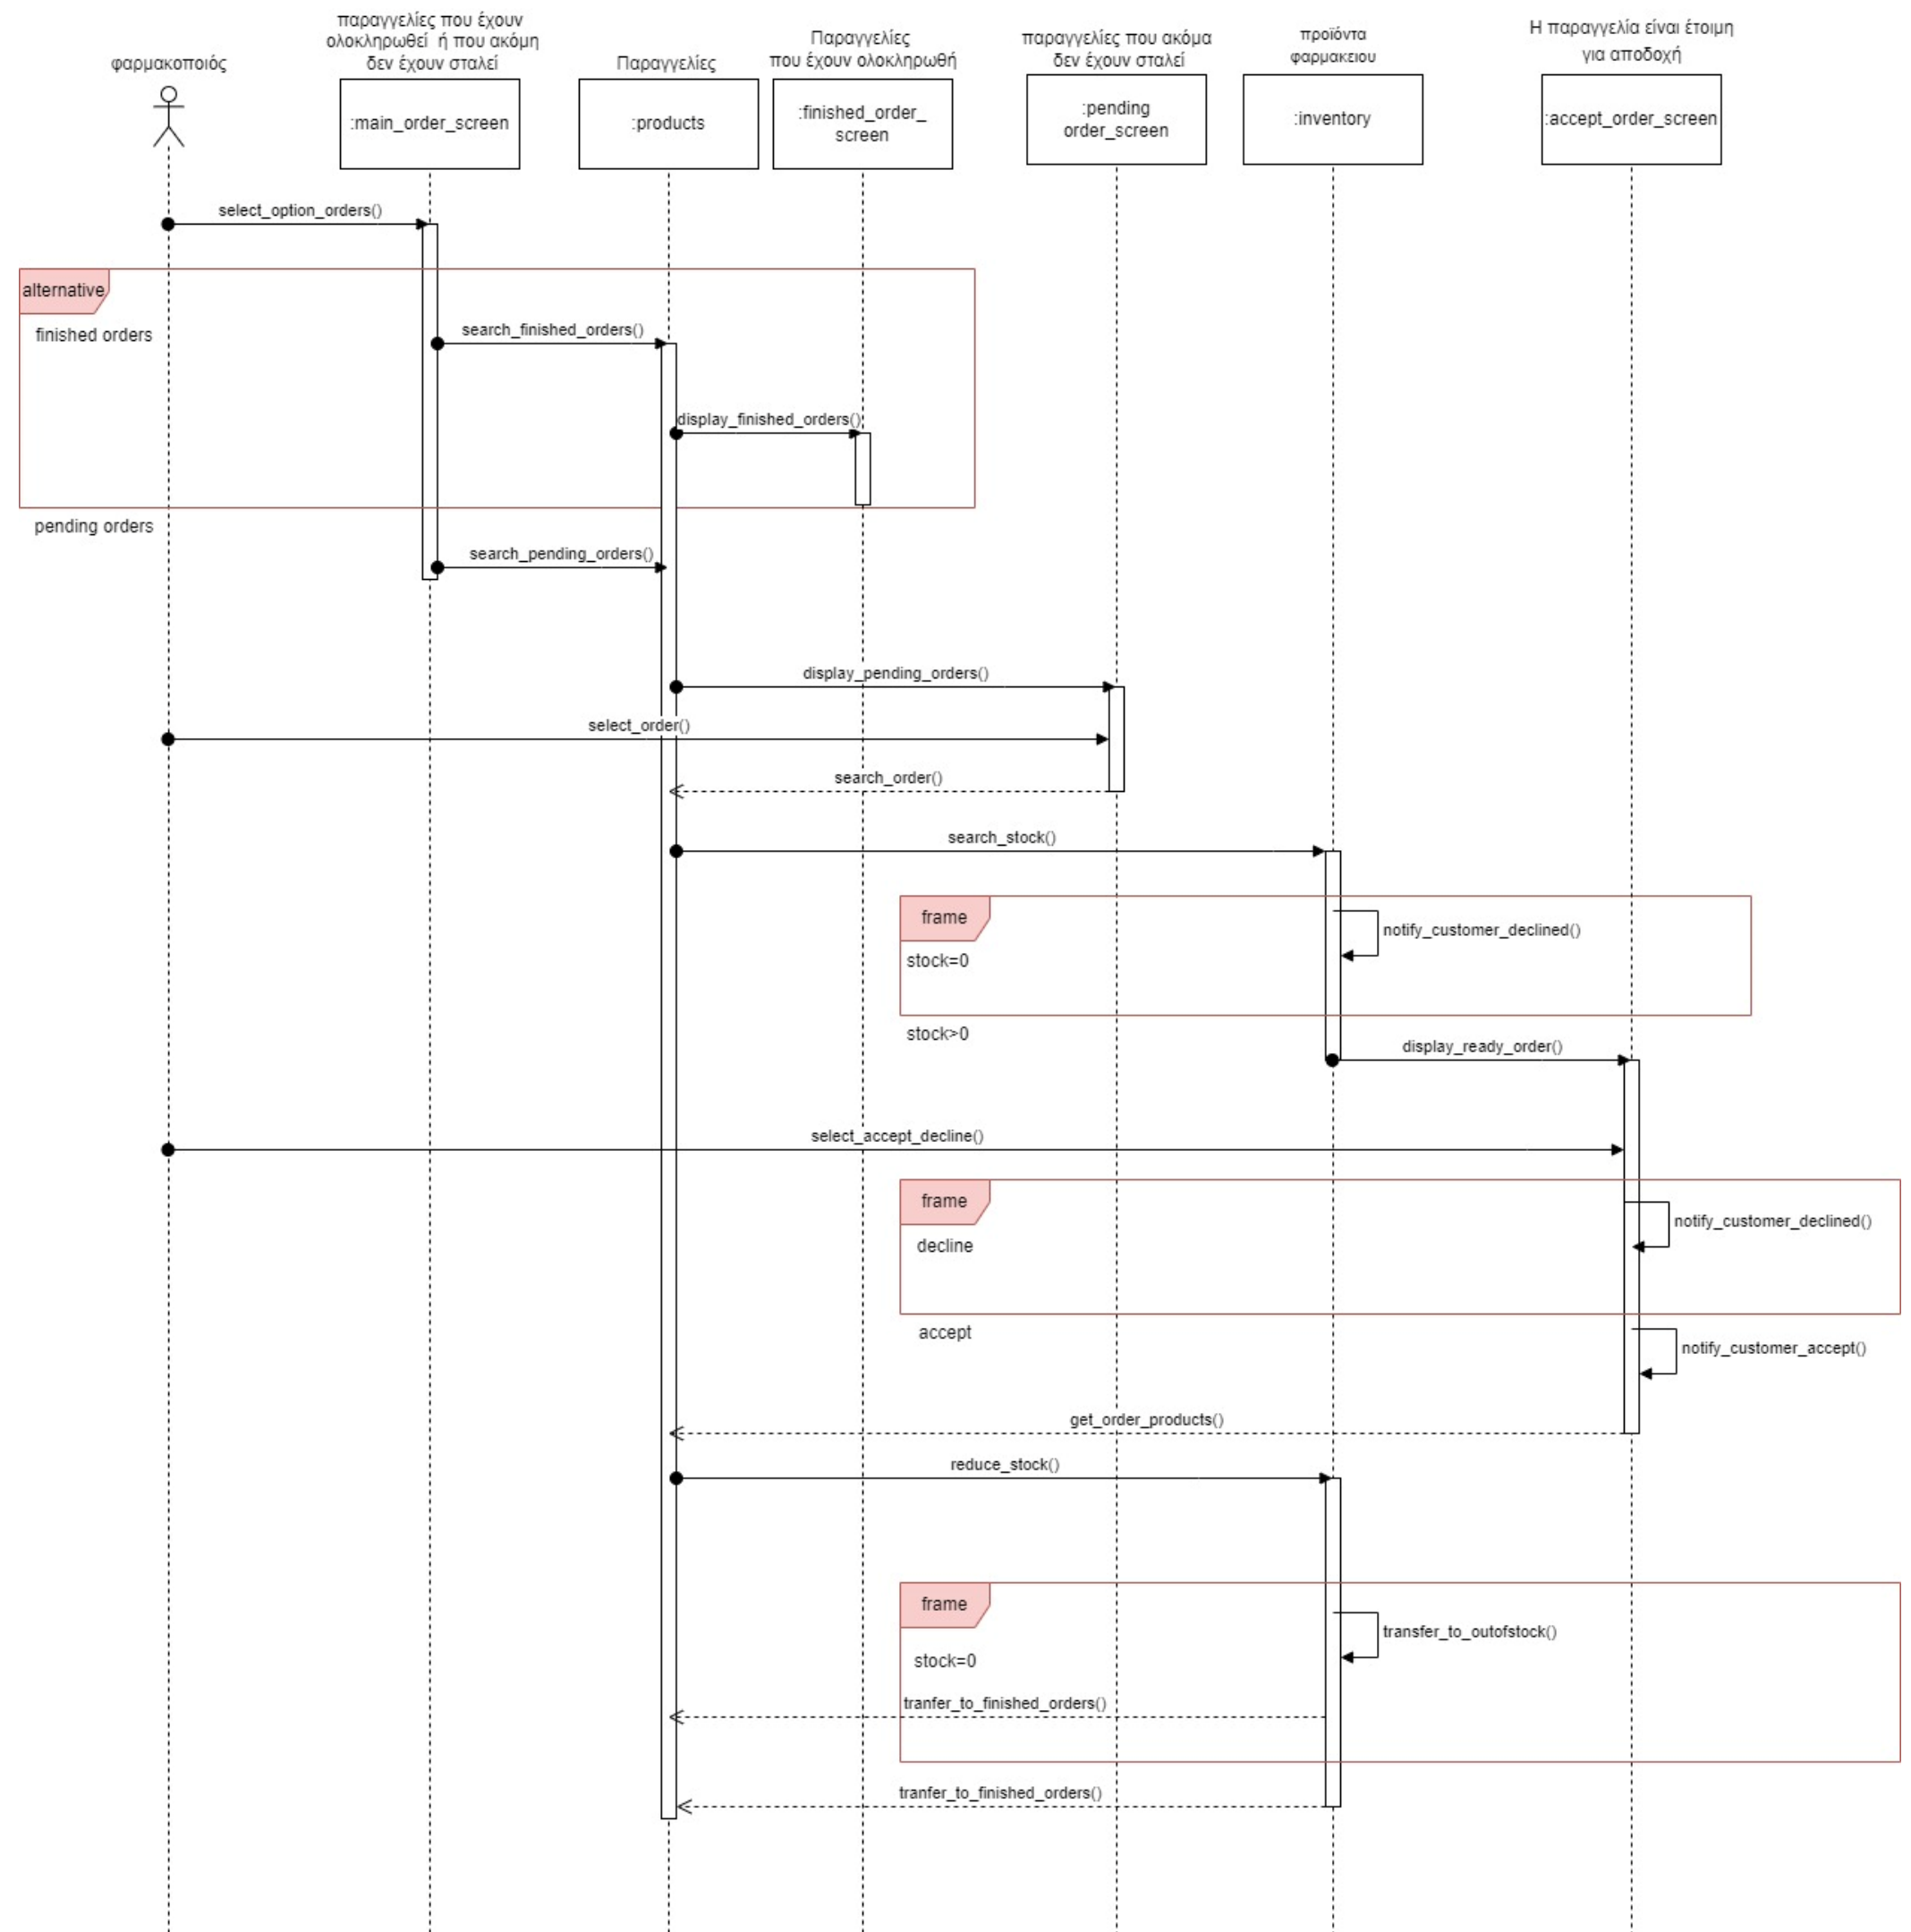 φαρμακοποιός
παραγγελίες που έχουν
ολοκληρωθεί ή που ακόμη
δεν έχουν σταλεί
Παραγγελίες
Παραγγελίες
που έχουν ολοκληρωθή
παραγγελίες που ακόμα
δεν έχουν σταλεί
προϊόντα
φαρμακειου
Η παραγγελία είναι έτοιμη
για αποδοχή
:main_order_screen
:products
:finished_order_
screen
:pending
order_screen
:inventory
:accept_order_screen
select_option_orders()
alternative
finished orders
search_finished_orders()
display_finished_orders()
pending orders
search_pending_orders()
display_pending_orders()
select_order()
search_order()
search_stock()
frame
notify_customer_declined()
stock=0
stock>0
display_ready_order()
select_accept_decline()
frame
notify_customer_declined()
decline
accept
notify_customer_accept()
get_order_products()
reduce_stock()
frame
transfer_to_outofstock()
stock=0
tranfer_to_finished_orders()
tranfer_to_finished_orders()